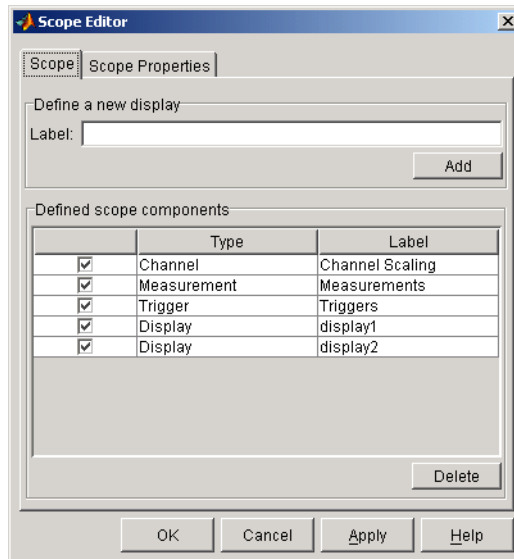 Scope Editor
Scope Scope Properties
Define a new display
Label:
Add
Defined scope components
Type Label
Channel Channel Scaling
Measurement Measurements
Trigger Triggers
Display display1
Display display2
Delete
OK Cancel Apply Help